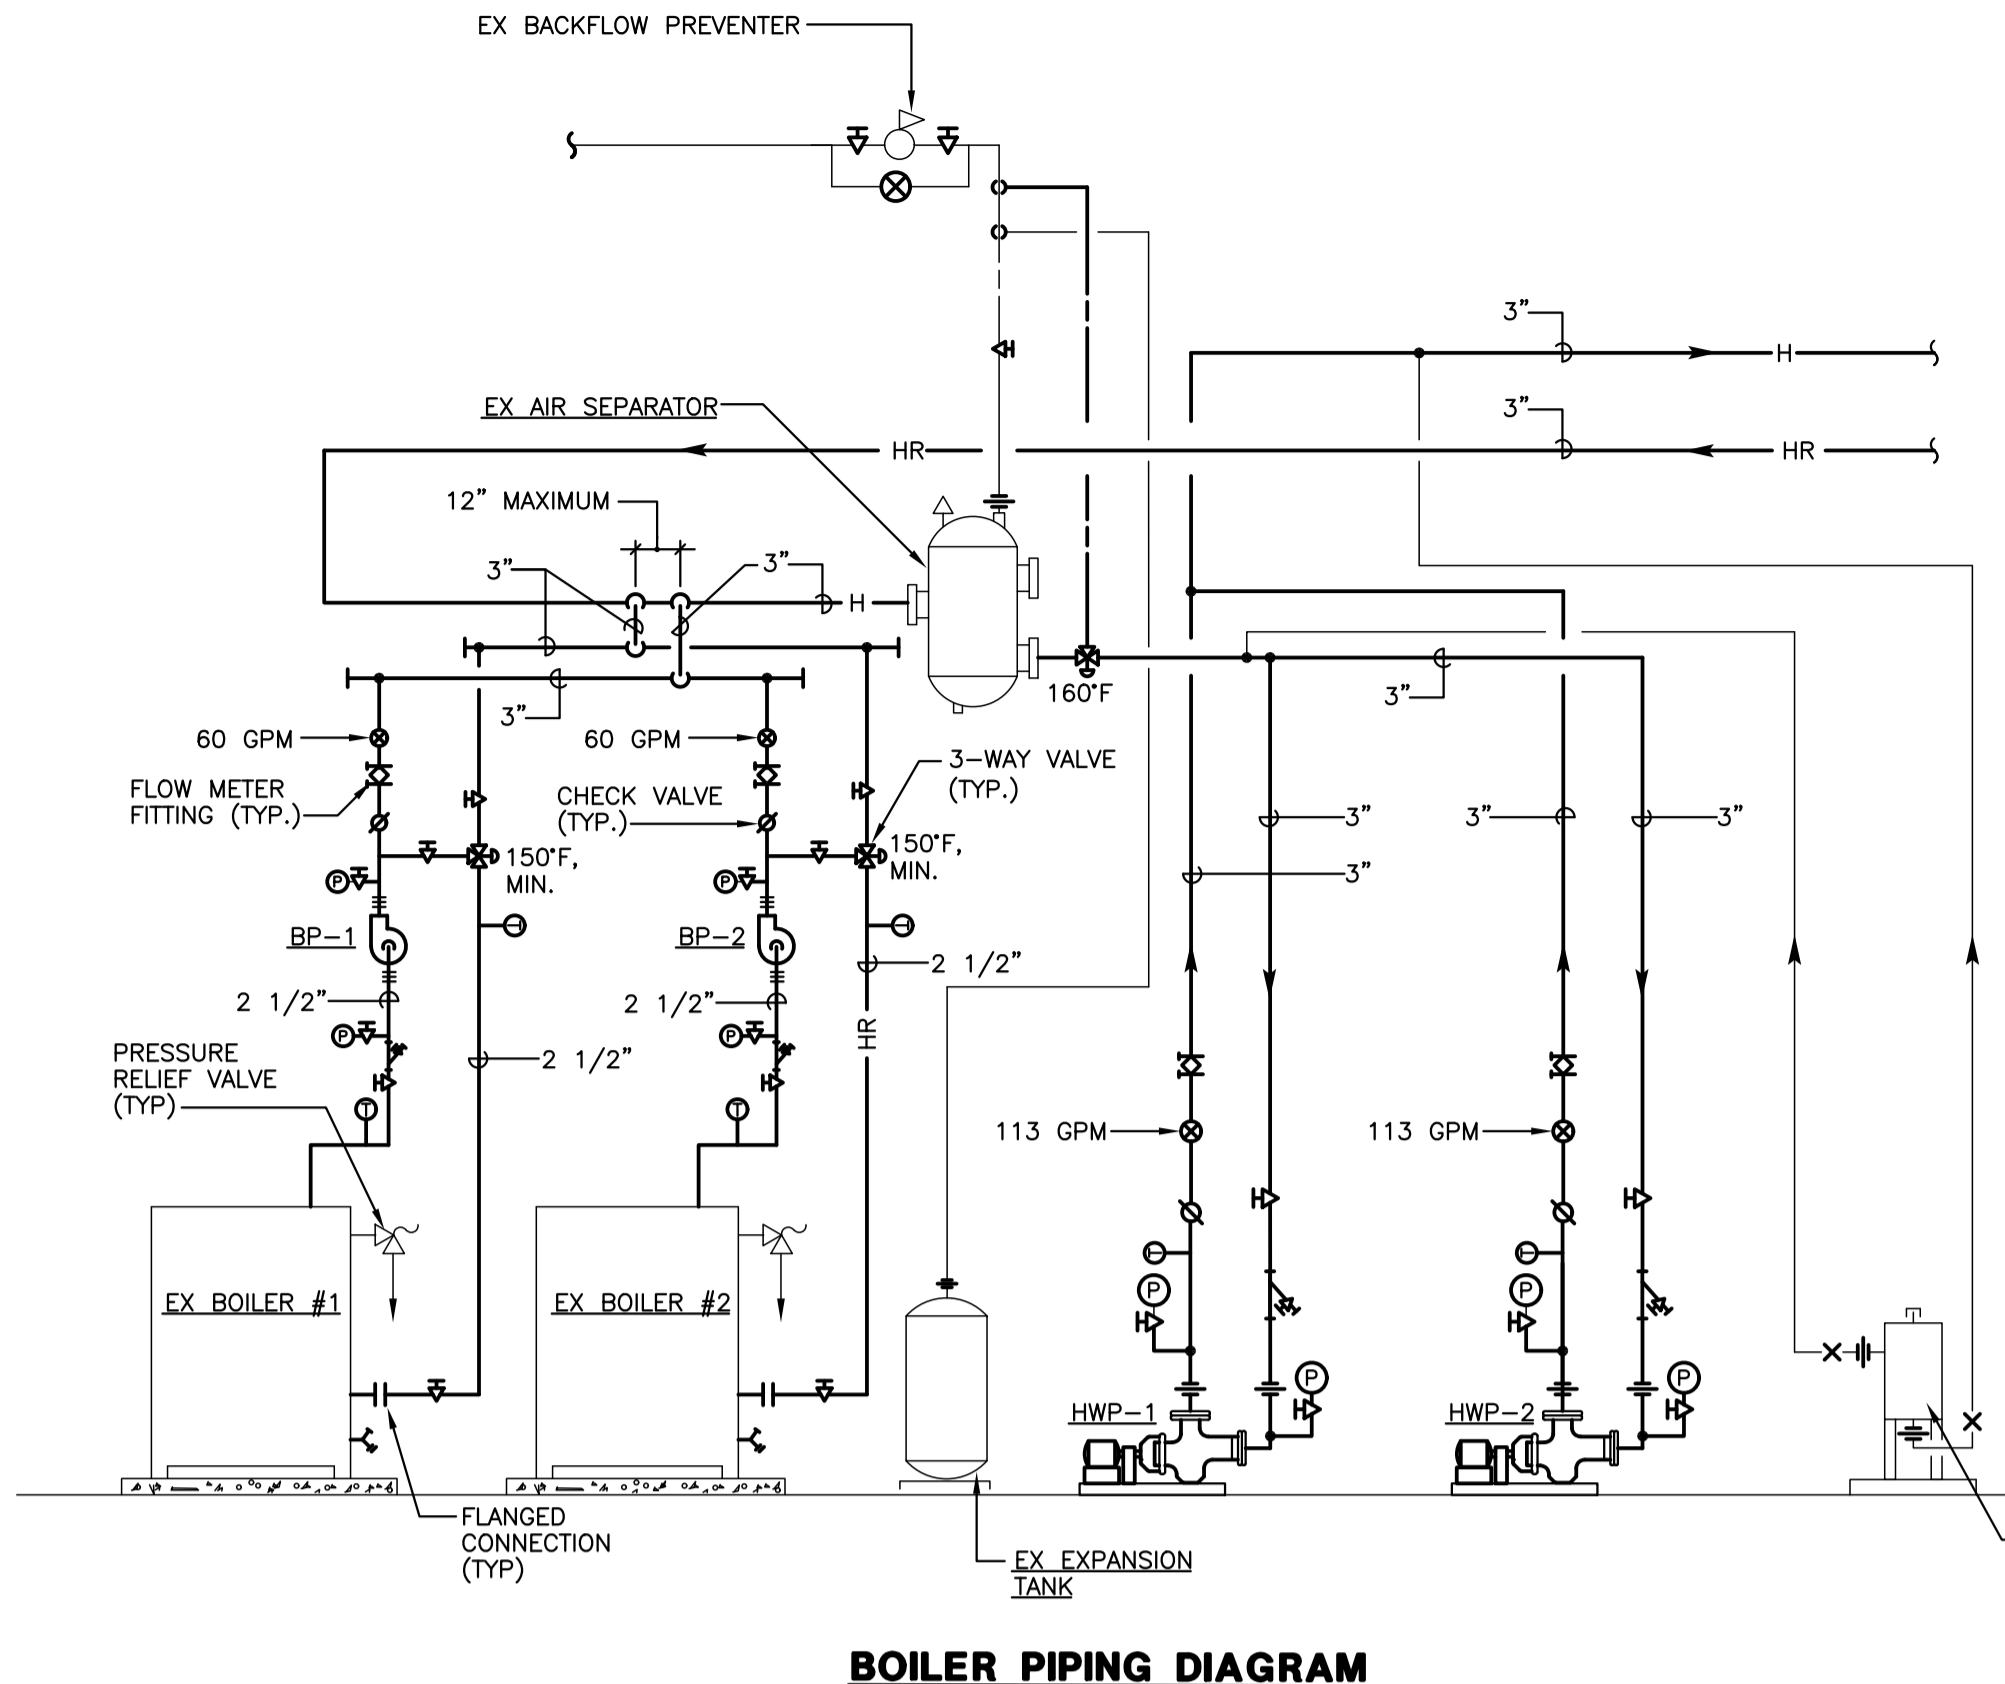 EX BACKFLOW PREVENTER
3"
H
EX AIR SEPARATOR
3"
HR
HR
12" MAXIMUM
3"
3"
H
160°F
3"
3"
60 GPM
60 GPM
3-WAY VALVE
(TYP.)
FLOW METER
FITTING (TYP.)
CHECK VALVE
(TYP.)
3"
3"
3"
150°F,
MIN.
150°F,
MIN.
3"
P
P
BP-1
BP-2
2 1/2"
2 1/2"
2 1/2"
P
P
HR
PRESSURE
RELIEF VALVE
(TYP)
2 1/2"
T
T
T
T
113 GPM
113 GPM
T
T
P
P
EX BOILER #1
EX BOILER #2
P
P
HWP-1
HWP-2
FLANGED
CONNECTION
(TYP)
EX EXPANSION
TANK
BOILER PIPING DIAGRAM